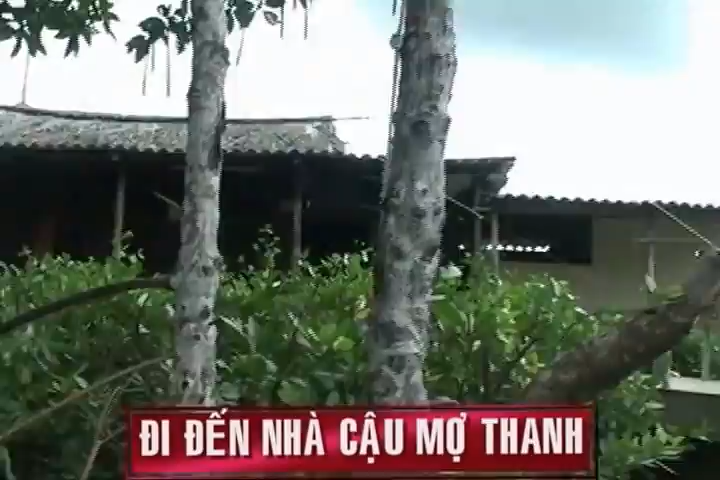 ĐI ĐẾN NHÀ CẬU MỢ THANH